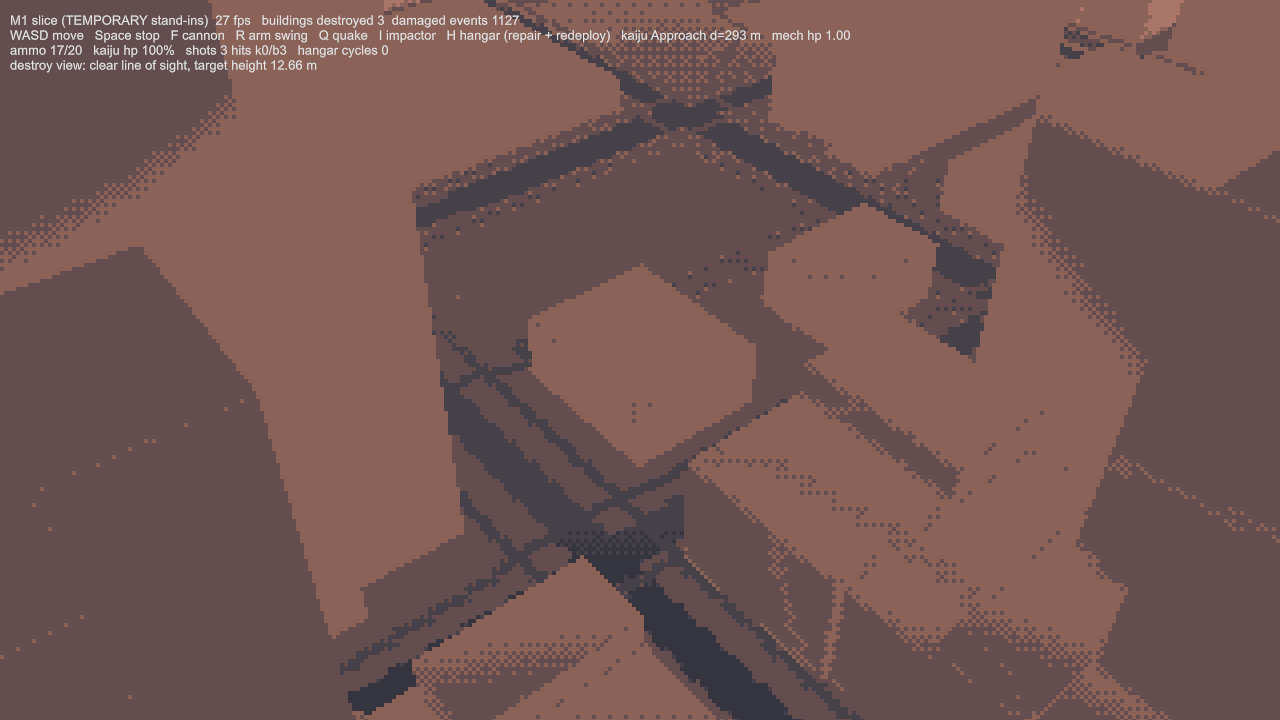 M1 slice (TEMPORARY stand-ins)  27 fps   buildings destroyed 3  damaged events 1127
WASD move   Space stop   F cannon   R arm swing   Q quake   I impactor   H hangar (repair + redeploy)   kaiju Approach d=293 m   mech hp 1.00
ammo 17/20   kaiju hp 100%   shots 3 hits k0/b3   hangar cycles 0
destroy view: clear line of sight, target height 12.66 m